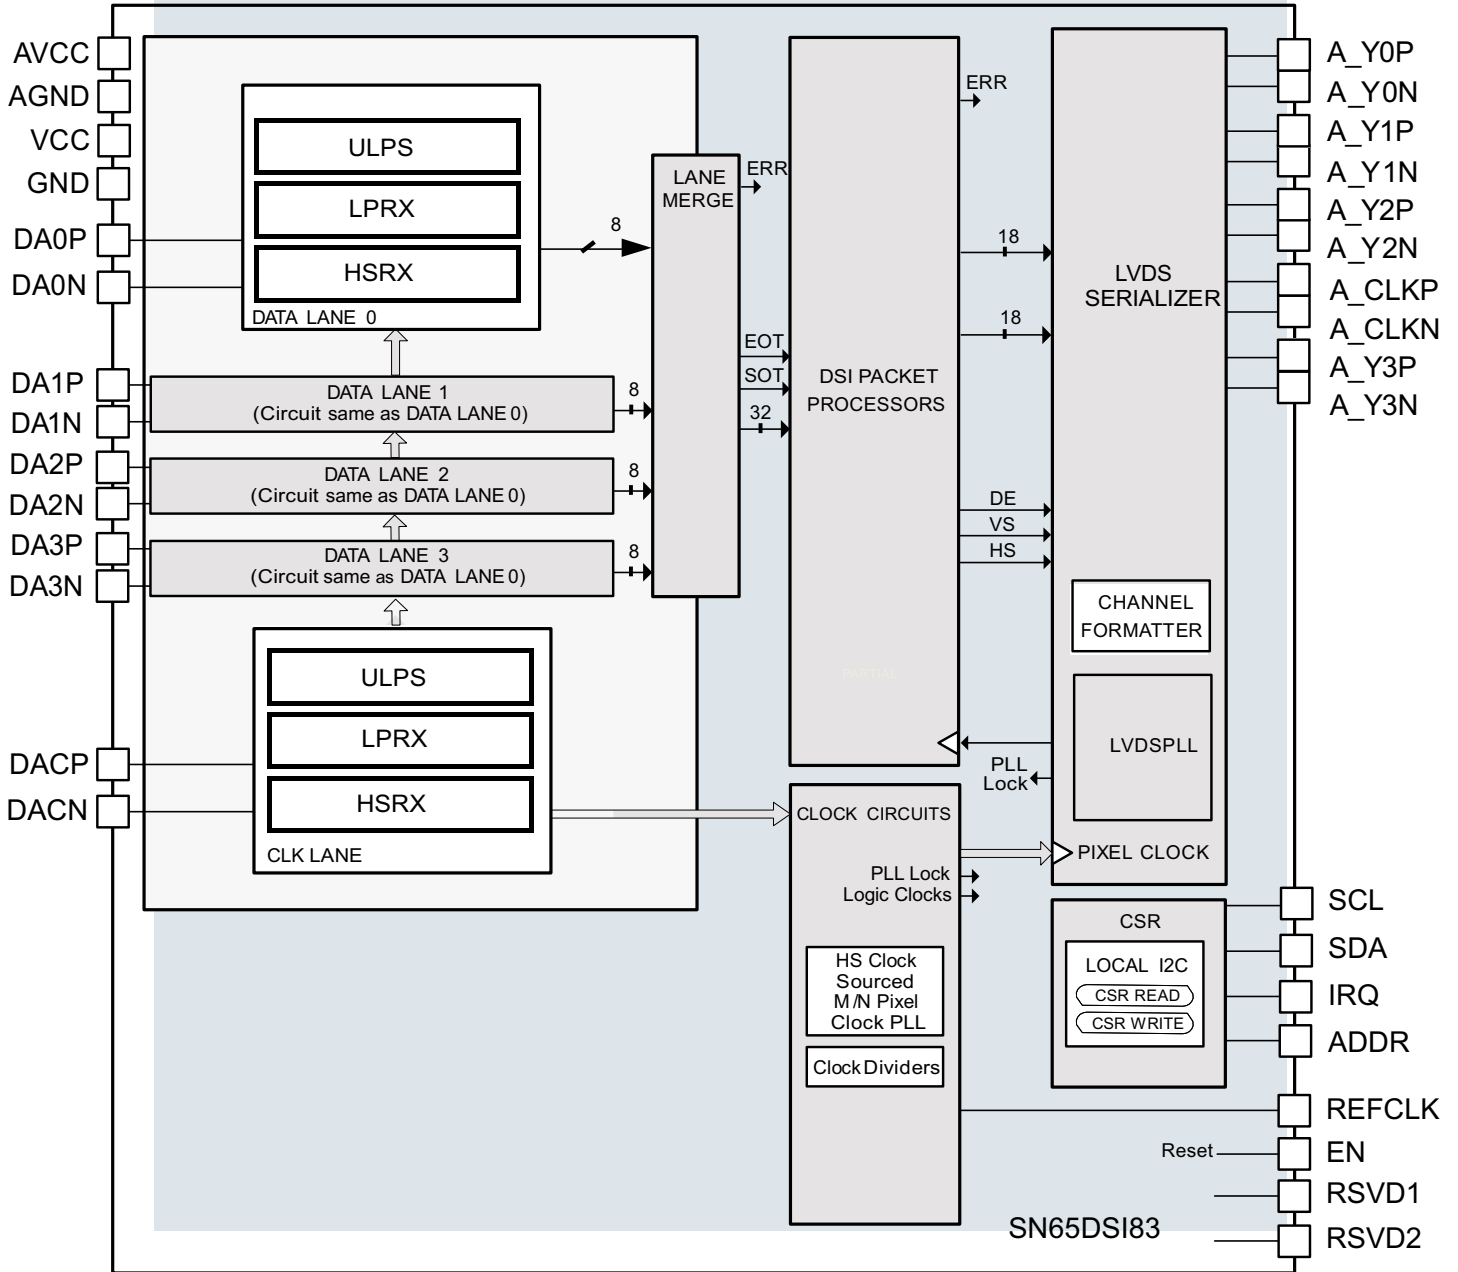 AVCC
AGND
VCC
GND
DA0P
DA0N
DA1P
DA1N
DA2P
DA2N
DA3P
DA3N
DACP
DACN
ULPS
LPRX
HSRX
DATA LANE 0
8
DATA LANE 1
(Circuit same as DATA LANE 0)
8
DATA LANE 2
(Circuit same as DATA LANE 0)
8
DATA LANE 3
(Circuit same as DATA LANE 0)
8
ULPS
LPRX
HSRX
CLK LANE
LANE
MERGE
ERR
EOT
SOT
32
DSI PACKET
PROCESSORS
PARTIAL
ERR
18
18
DE
VS
HS
PLL
Lock
CLOCK CIRCUITS
PLL Lock
Logic Clocks
HS Clock
Sourced
M/N Pixel
Clock PLL
Clock Dividers
LVDS
SERIALIZER
CHANNEL
FORMATTER
LVDSPLL
PIXEL CLOCK
CSR
LOCAL I2C
CSR READ
CSR WRITE
Reset
SN65DSI83
A_Y0P
A_Y0N
A_Y1P
A_Y1N
A_Y2P
A_Y2N
A_CLKP
A_CLKN
A_Y3P
A_Y3N
SCL
SDA
IRQ
ADDR
REFCLK
EN
RSVD1
RSVD2